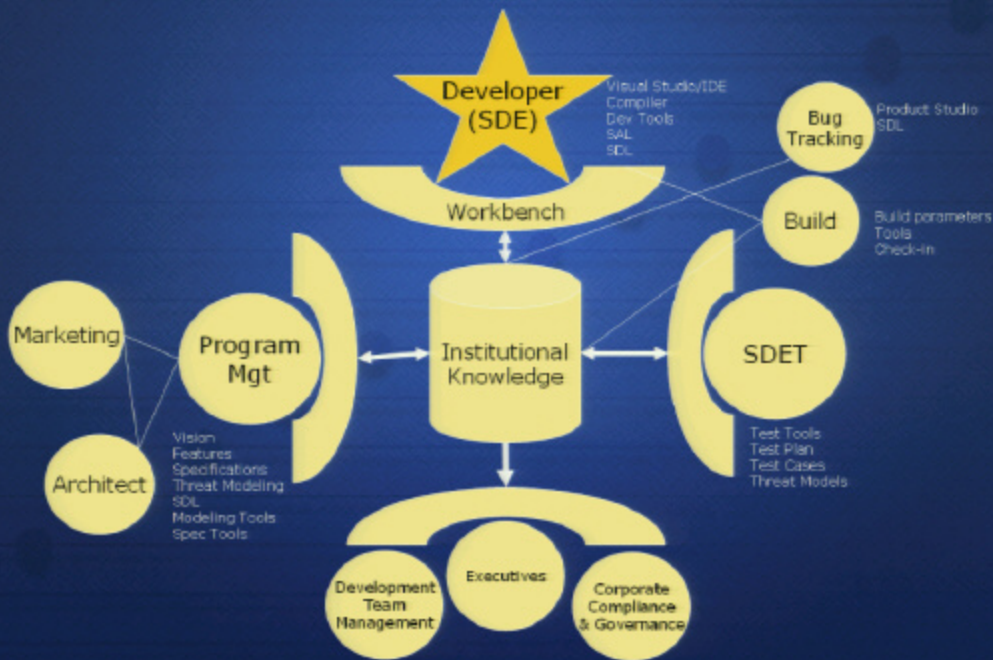 Developer
(SDE)
Visual Studio/IDE
Compiler
Dev Tools
SAL
SDL
Bug
Tracking
Product Studio
SDL
Workbench
Build
Build parameters
Tools
Check-in
Marketing
Program
Mgt
Institutional
Knowledge
SDET
Architect
Vision
Features
Specifications
Threat Modeling
SDL
Modeling Tools
Spec Tools
Test Tools
Test Plan
Test Cases
Threat Models
Development
Team
Management
Executives
Corporate
Compliance
& Governance